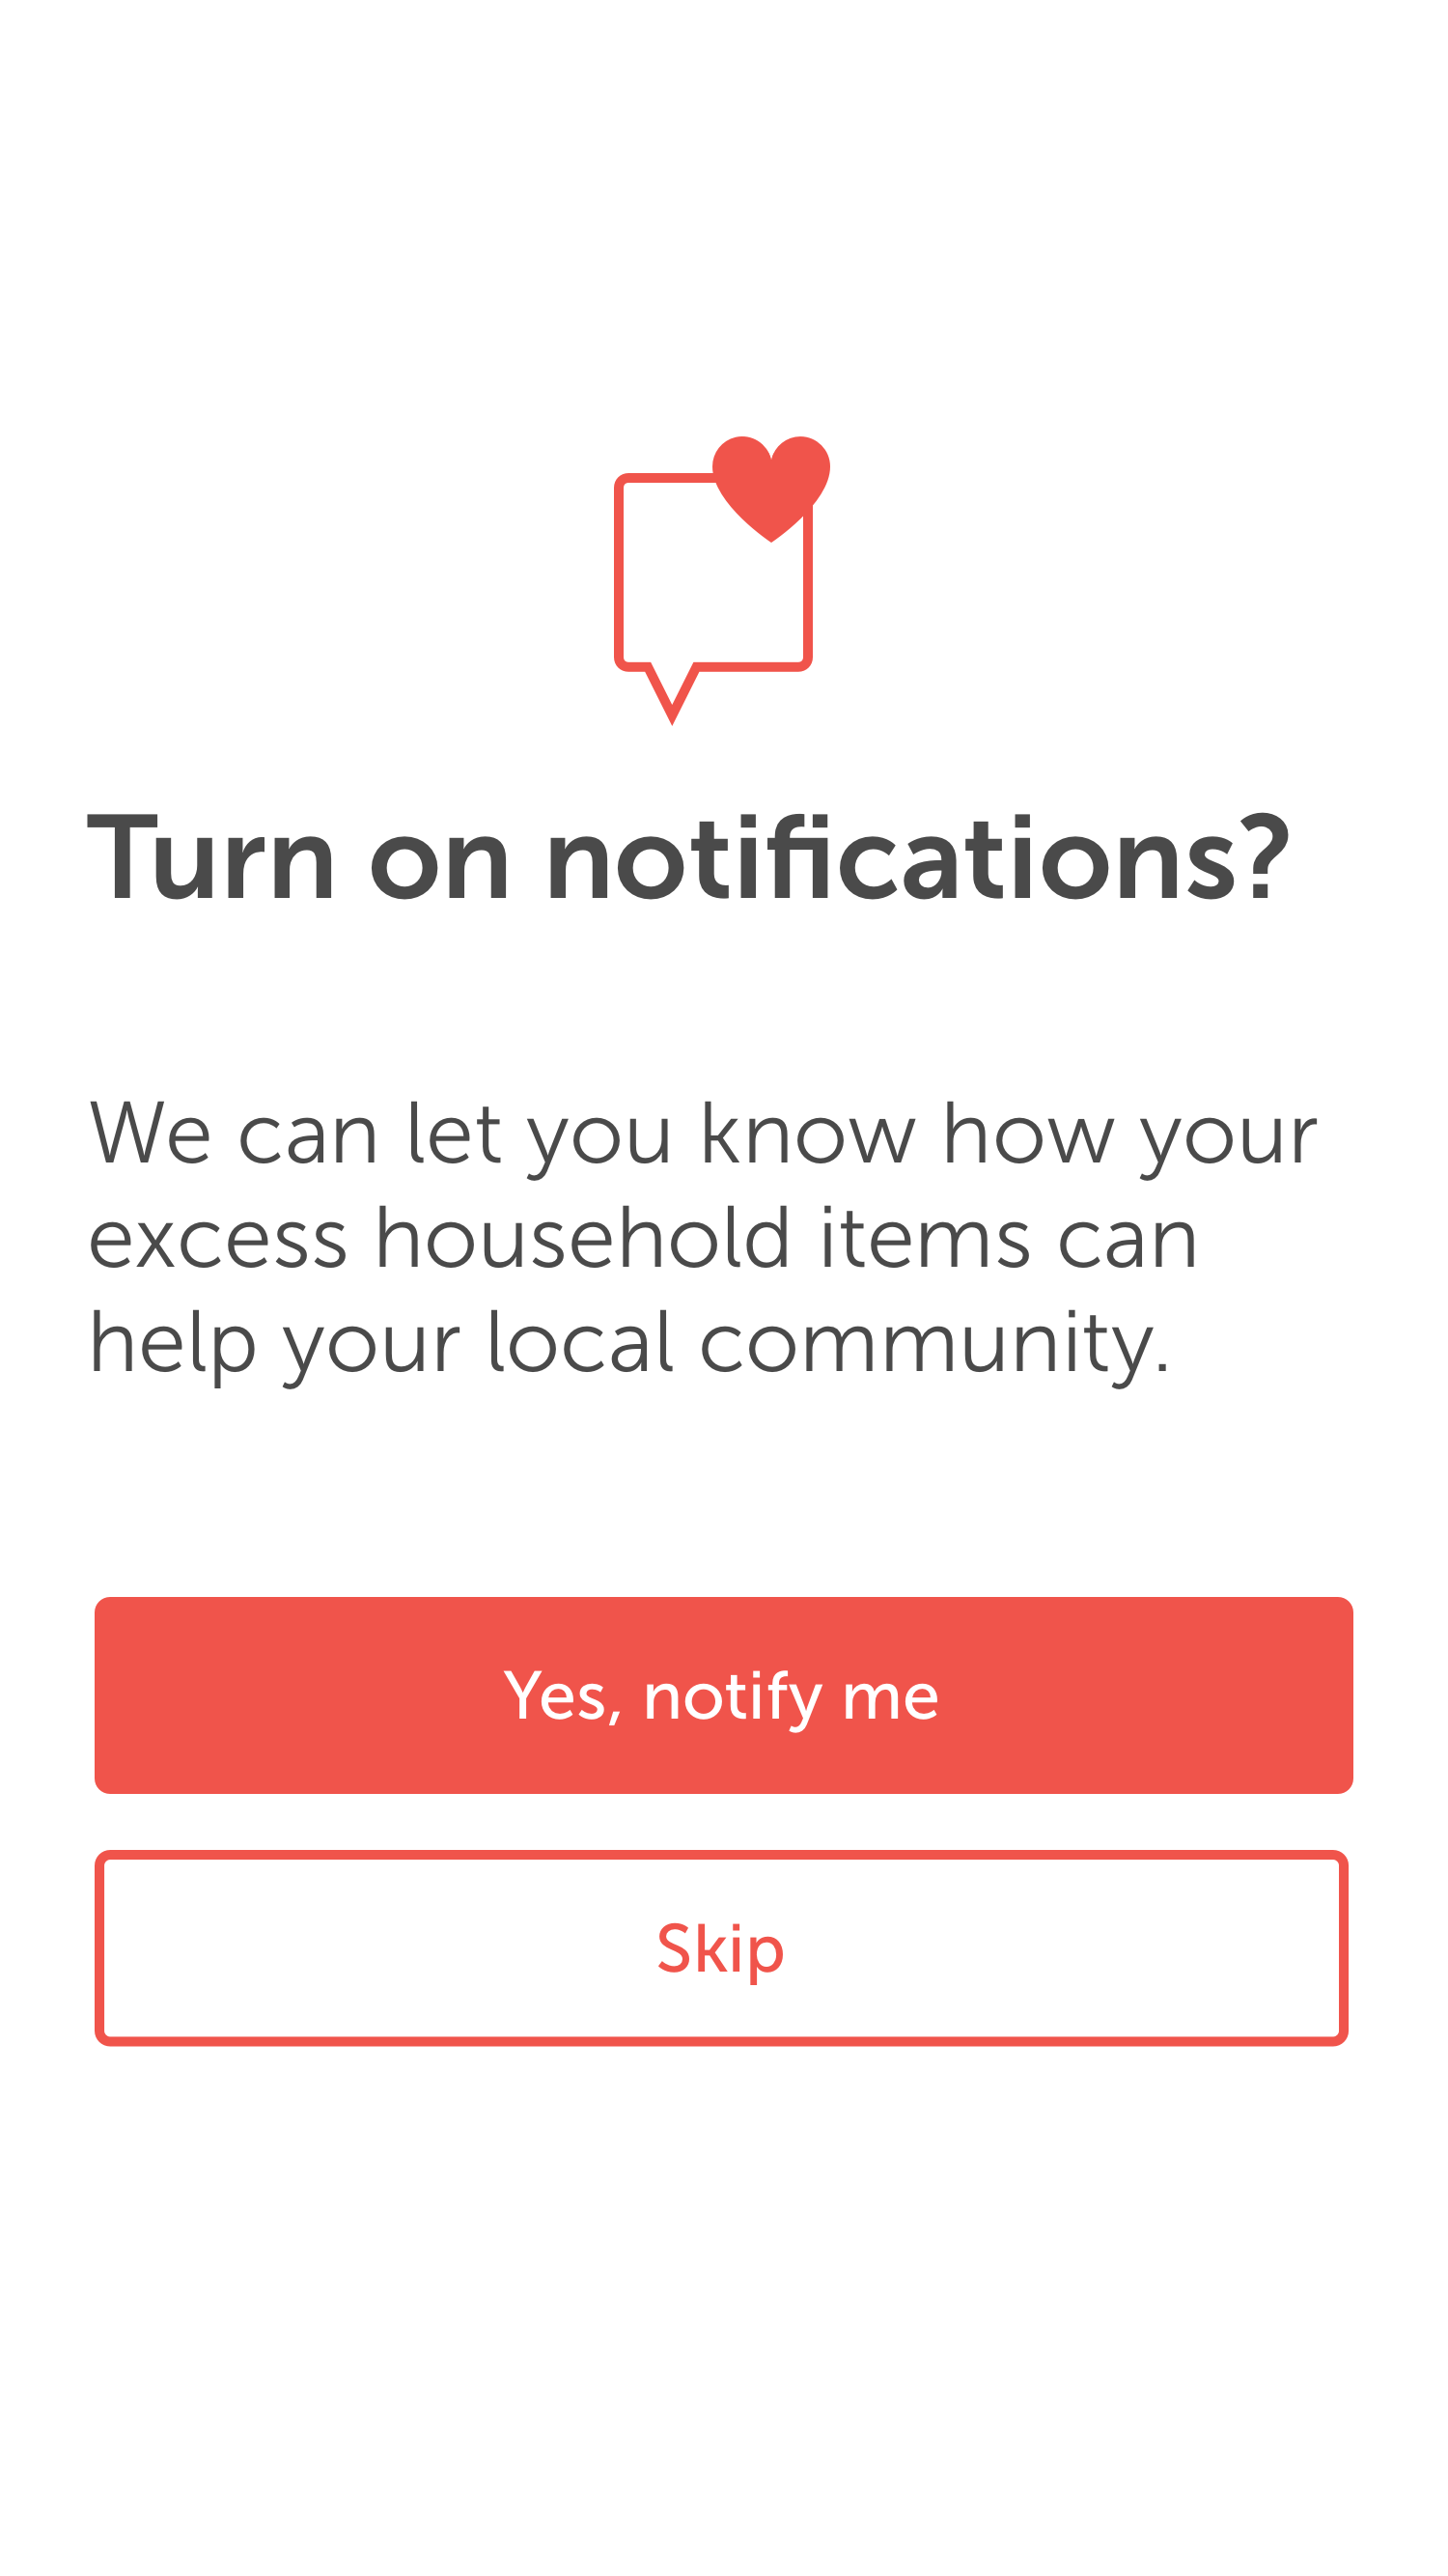 Turn on notifications?
We can let you know how your
excess household items can
help your local community.
Yes, notify me
Skip